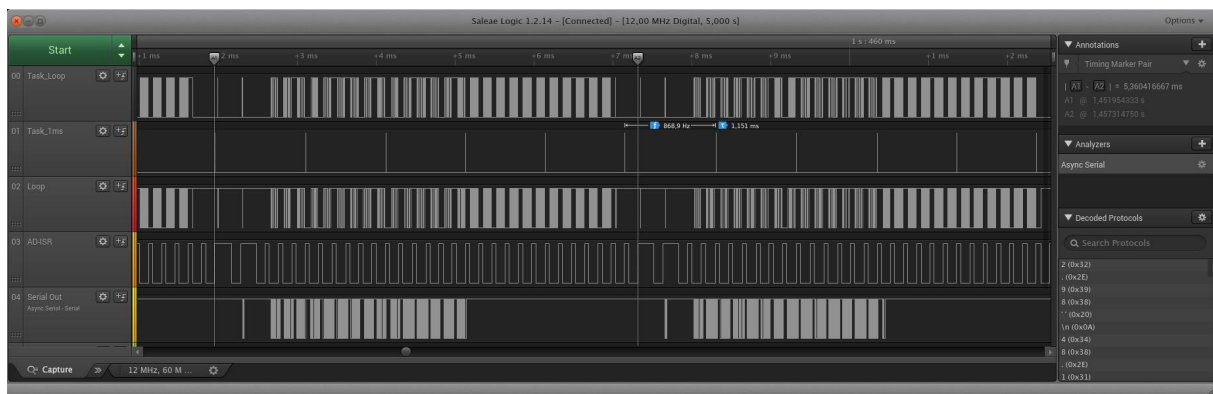 Saleae Logic 1.2.14 - [Connected] - [12,00 MHz Digital, 5,000 s]
Options
Start
1 s : 460 ms
+1 ms
2 ms
+3 ms
+4 ms
+5 ms
+6 ms
+7 m
+8 ms
+9 ms
+1 ms
+2 ms
00 Task_Loop
01 Task_1ms
868,9 Hz
1,151 ms
02 Loop
03 AD-ISR
04 Serial Out
Async Serial - Serial
Capture
12 MHz, 60 M ...
Annotations
Timing Marker Pair
| A1 - A2 | = 5,360416667 ms
A1 @ 1,451954333 s
A2 @ 1,457314750 s
Analyzers
Async Serial
Decoded Protocols
Search Protocols
2 (0x32)
. (0x2E)
9 (0x39)
8 (0x38)
' ' (0x20)
\n (0x0A)
4 (0x34)
8 (0x38)
. (0x2E)
1 (0x31)